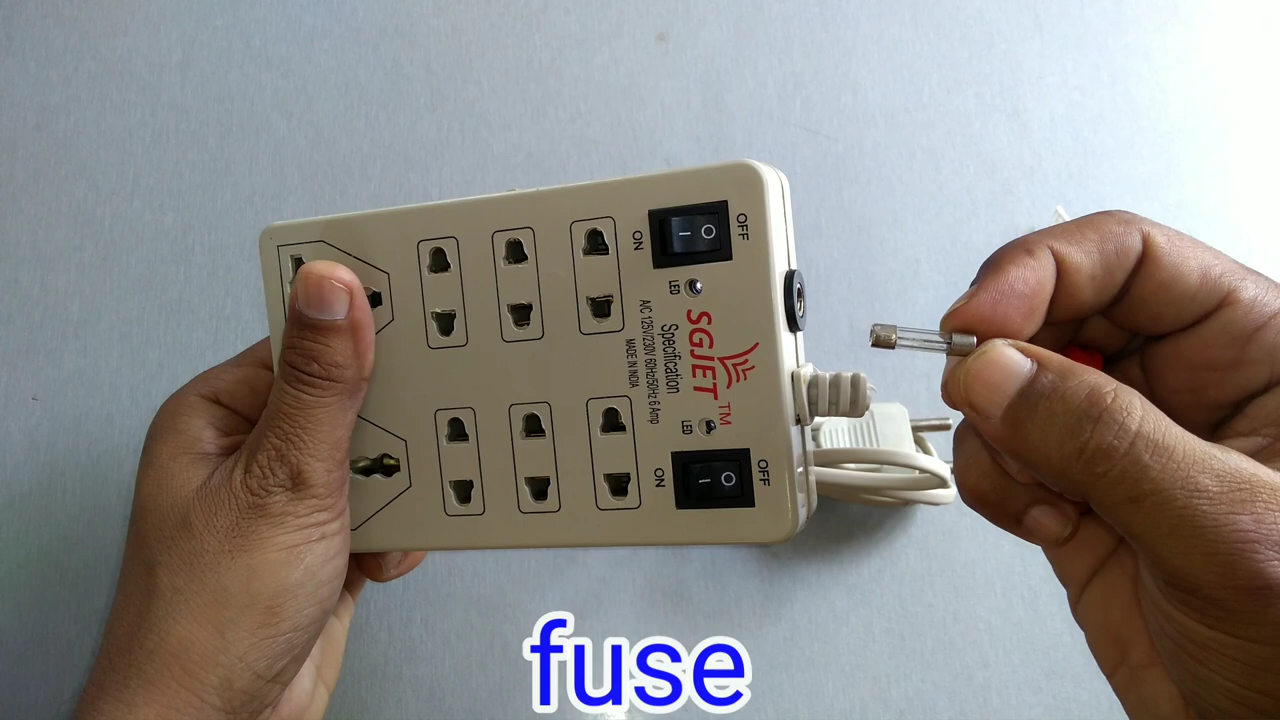 OFF
ON
LED
SGJET TM
Specification
A/C 125V/230V 60Hz/50Hz 6 Amp
MADE IN INDIA
LED
ON
OFF
fuse